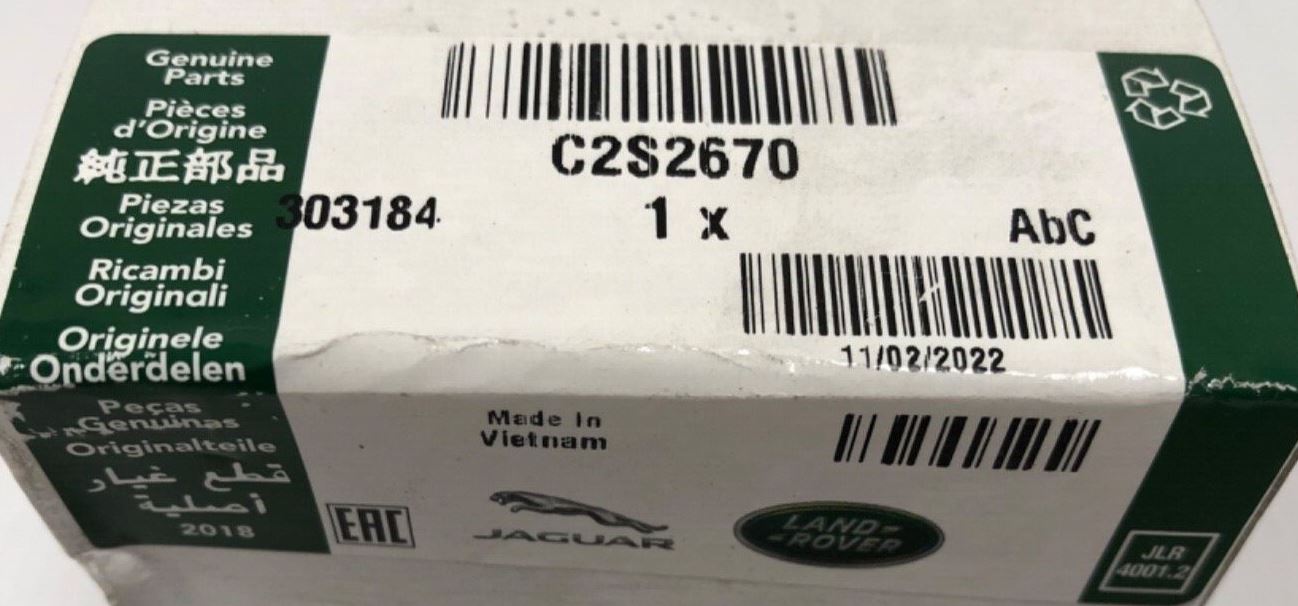 Genuine
Parts
Pièces
d'Origine
純正部品
Piezas
Originales
Ricambi
Originali
Originele
Onderdelen
Peças
Genuinas
Originalteile
قطع غيار
أصلية
2018
C2S2670
303184
1 x
AbC
11/02/2022
Made In
Vietnam
EAC
JAGUAR
LAND-
-ROVER
JLR
4001.2